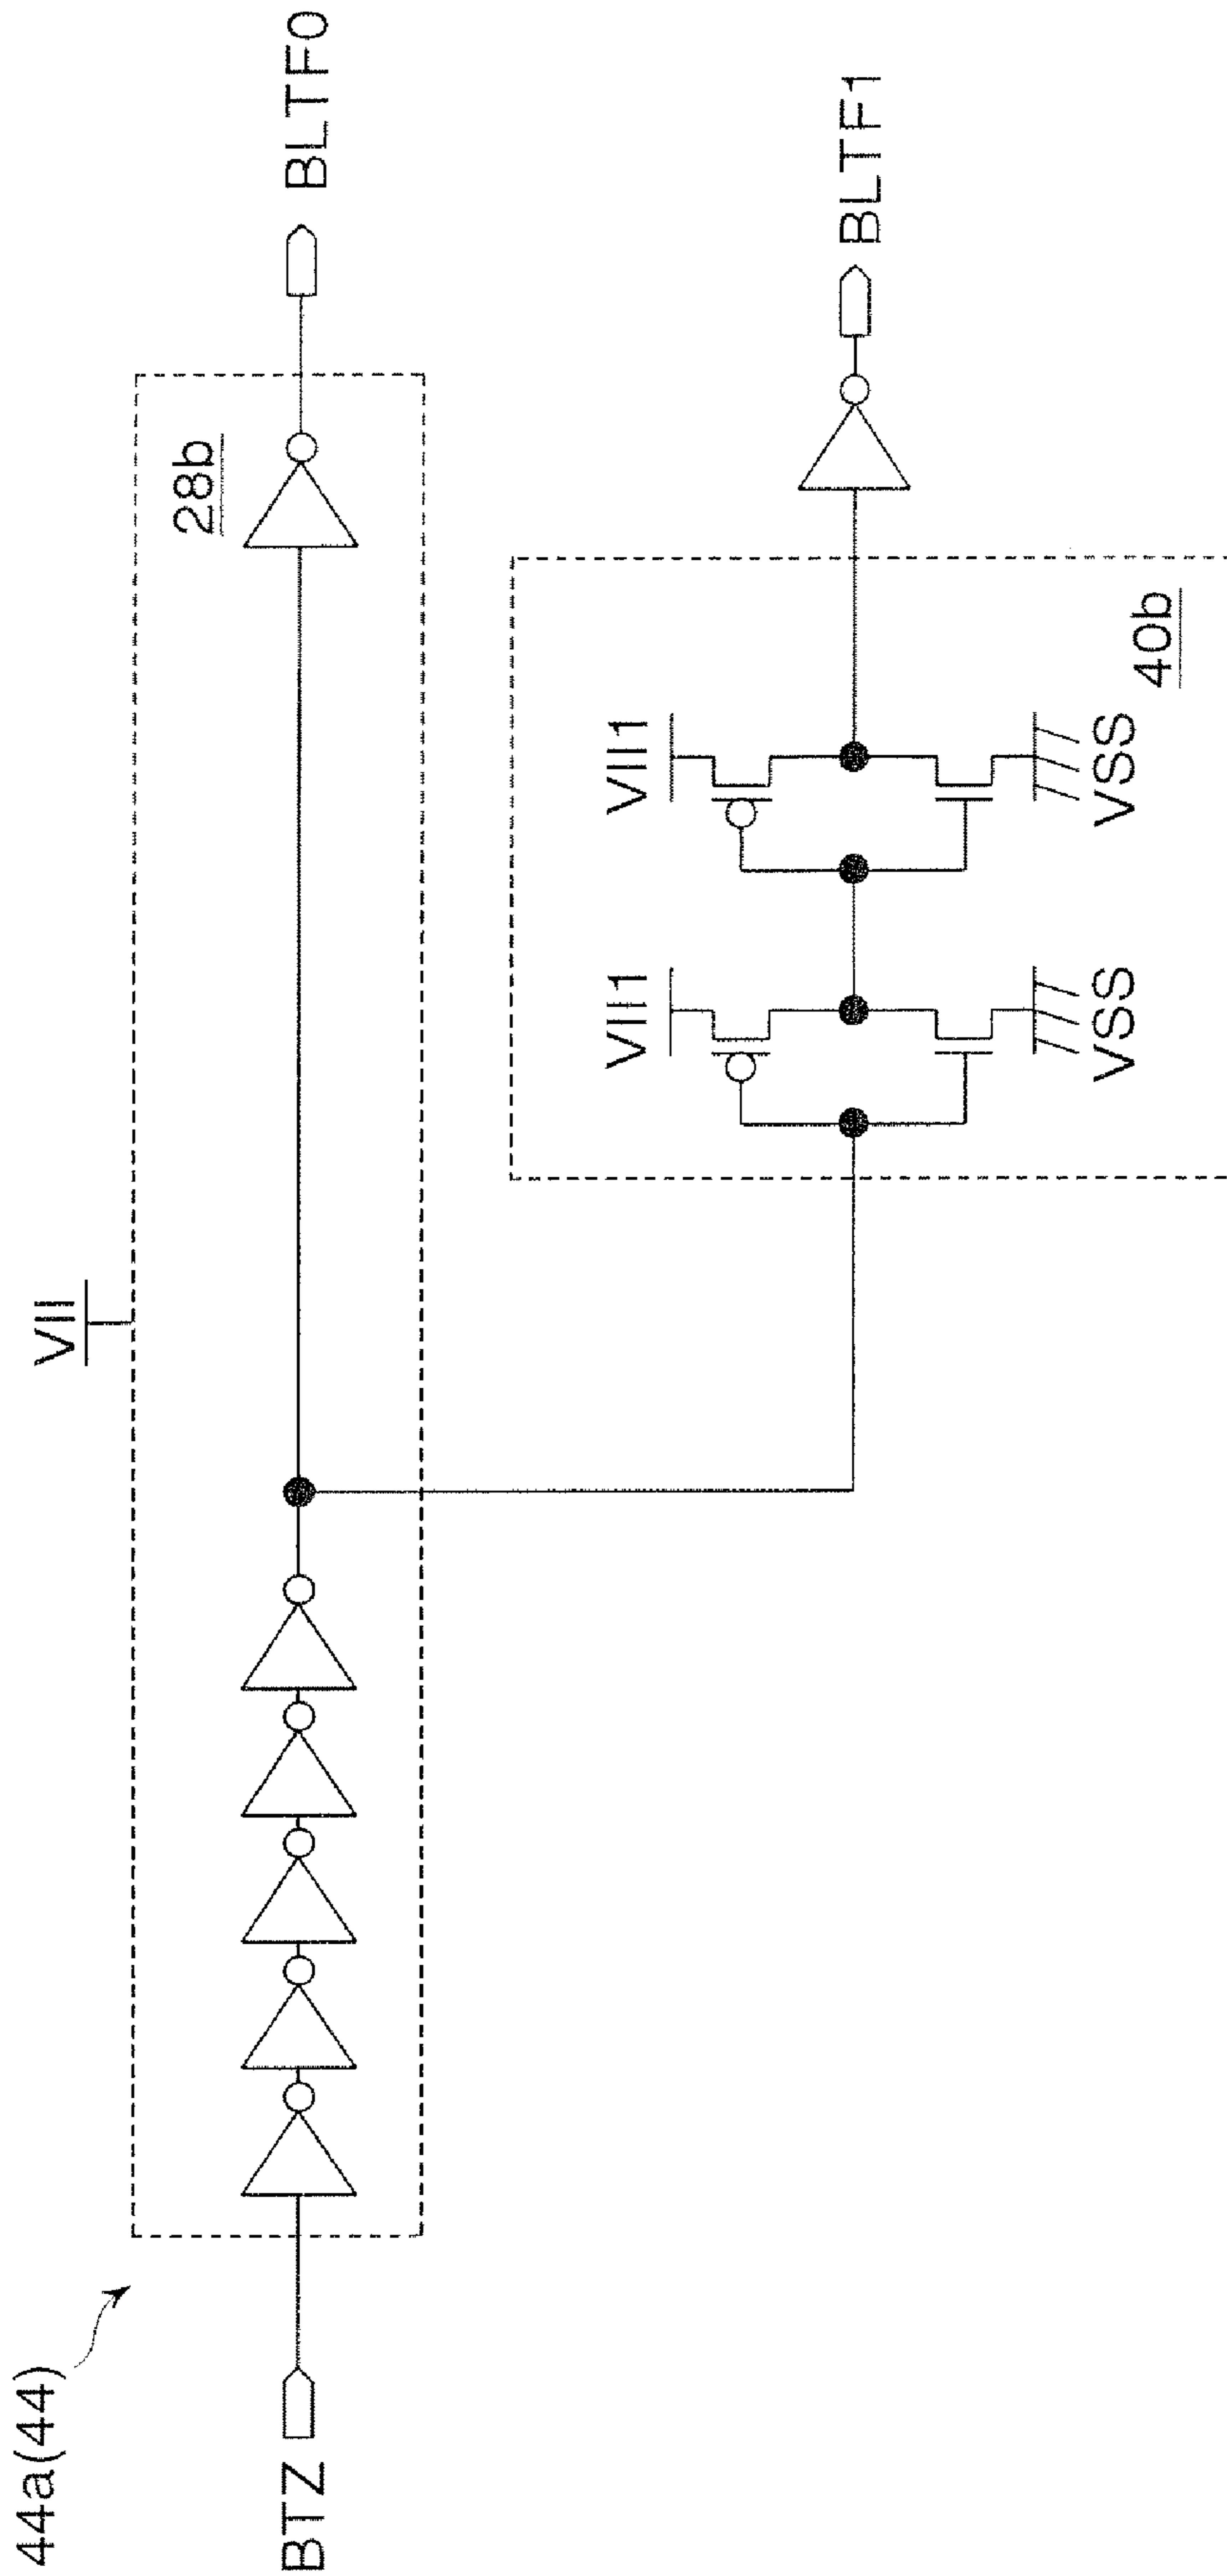 44a(44)
VII
BTZ
28b
BLTF0
VII1
VII1
VSS
VSS
40b
BLTF1